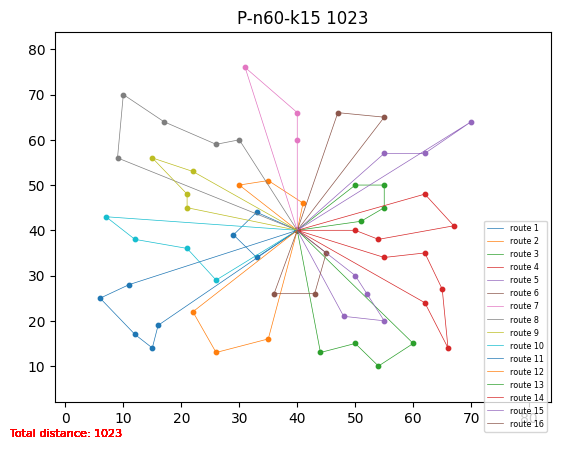 P-n60-k15 1023
80
70
60
50
40
30
20
10
0 10 20 30 40 50 60 70 80
route 1
route 2
route 3
route 4
route 5
route 6
route 7
route 8
route 9
route 10
route 11
route 12
route 13
route 14
route 15
route 16
Total distance: 1023